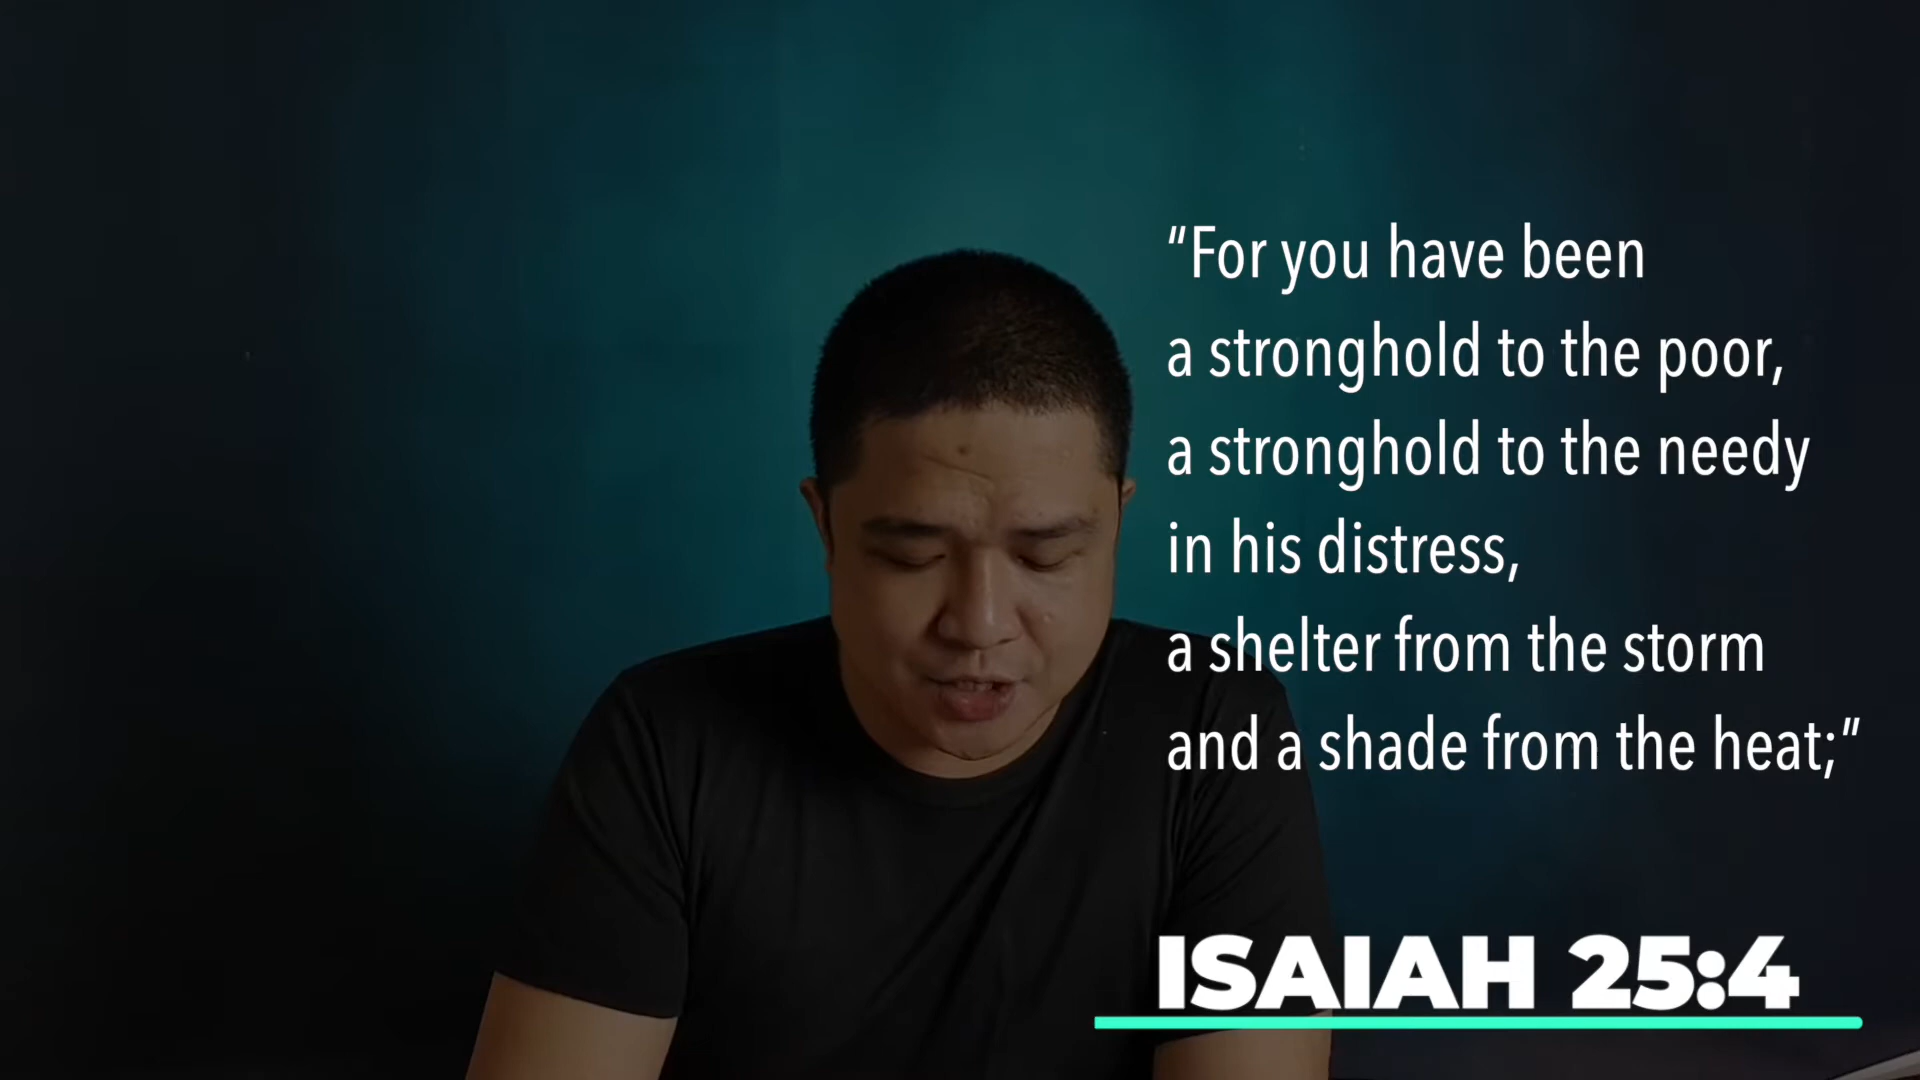 “For you have been
a stronghold to the poor,
a stronghold to the needy
in his distress,
a shelter from the storm
and a shade from the heat;”
ISAIAH 25:4